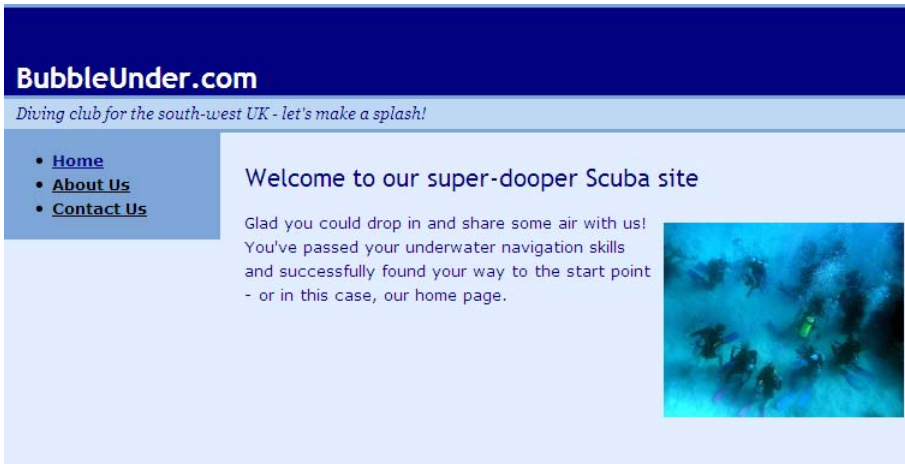 BubbleUnder.com
Diving club for the south-west UK - let's make a splash!
Home
About Us
Contact Us
Welcome to our super-dooper Scuba site
Glad you could drop in and share some air with us!
You've passed your underwater navigation skills
and successfully found your way to the start point
- or in this case, our home page.